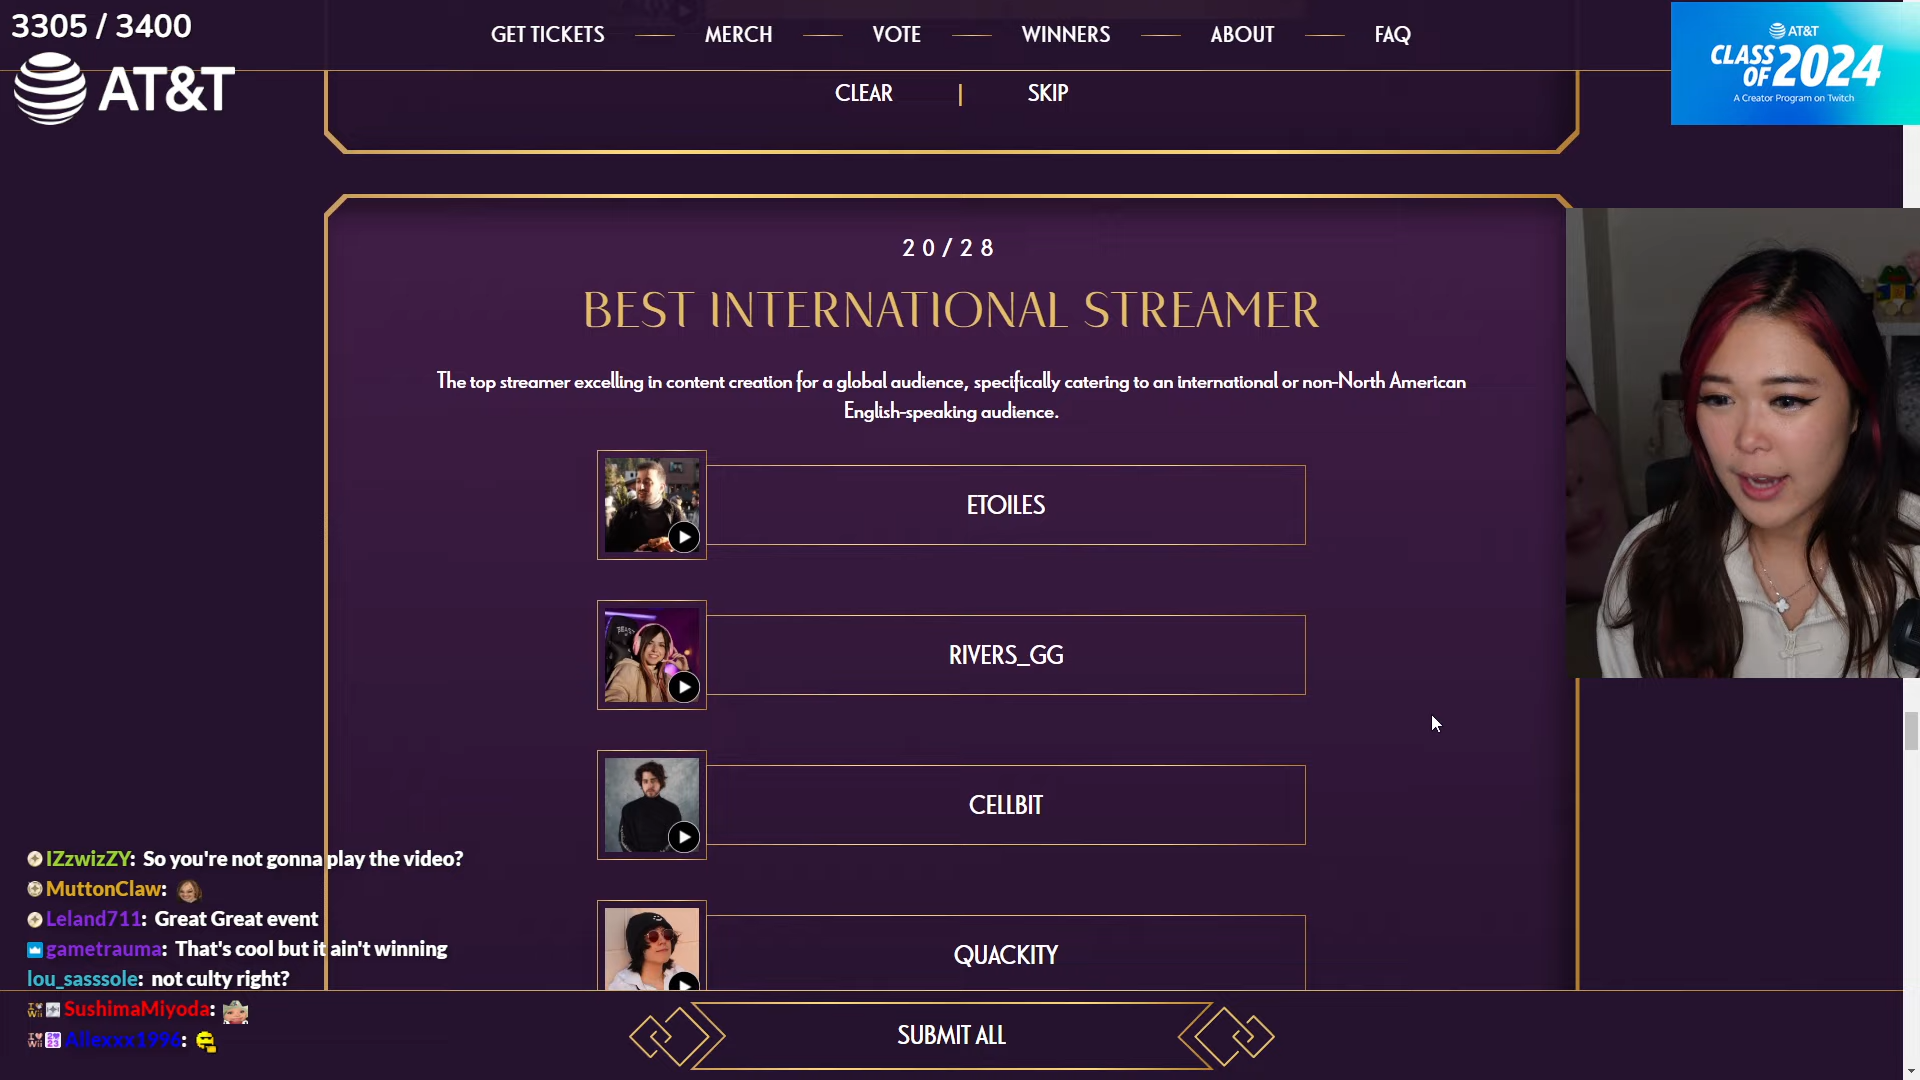 3305 / 3400
AT&T
GET TICKETS
MERCH
VOTE
WINNERS
ABOUT
FAQ
AT&T
CLASS
OF 2024
A Creator Program on Twitch
CLEAR | SKIP
20/28
BEST INTERNATIONAL STREAMER
The top streamer excelling in content creation for a global audience, specifically catering to an international or non-North American
English-speaking audience.
ETOILES
RIVERS_GG
CELLBIT
QUACKITY
IZzwizZY: So you're not gonna play the video?
MuttonClaw:
Leland711: Great Great event
gametrauma: That's cool but it ain't winning
lou_sasssole: not culty right?
SushimaMiyoda:
Allexxx1996:
SUBMIT ALL